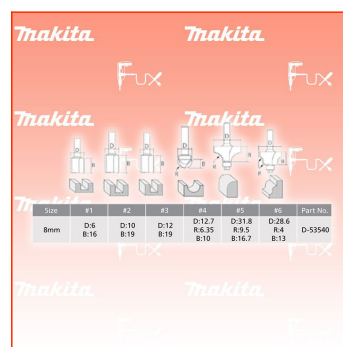 Makita Makita
Fux Fux
Makita Makita
Fux
Size #1 #2 #3 #4 #5 #6 Part No.
8mm D:6 B:16 D:10 B:19 D:12 B:19 D:12.7 R:6.35 B:10 D:31.8 R:9.5 B:16.7 D:28.6 R:4 B:13 D-53540
Makita Makita
Fux Fux